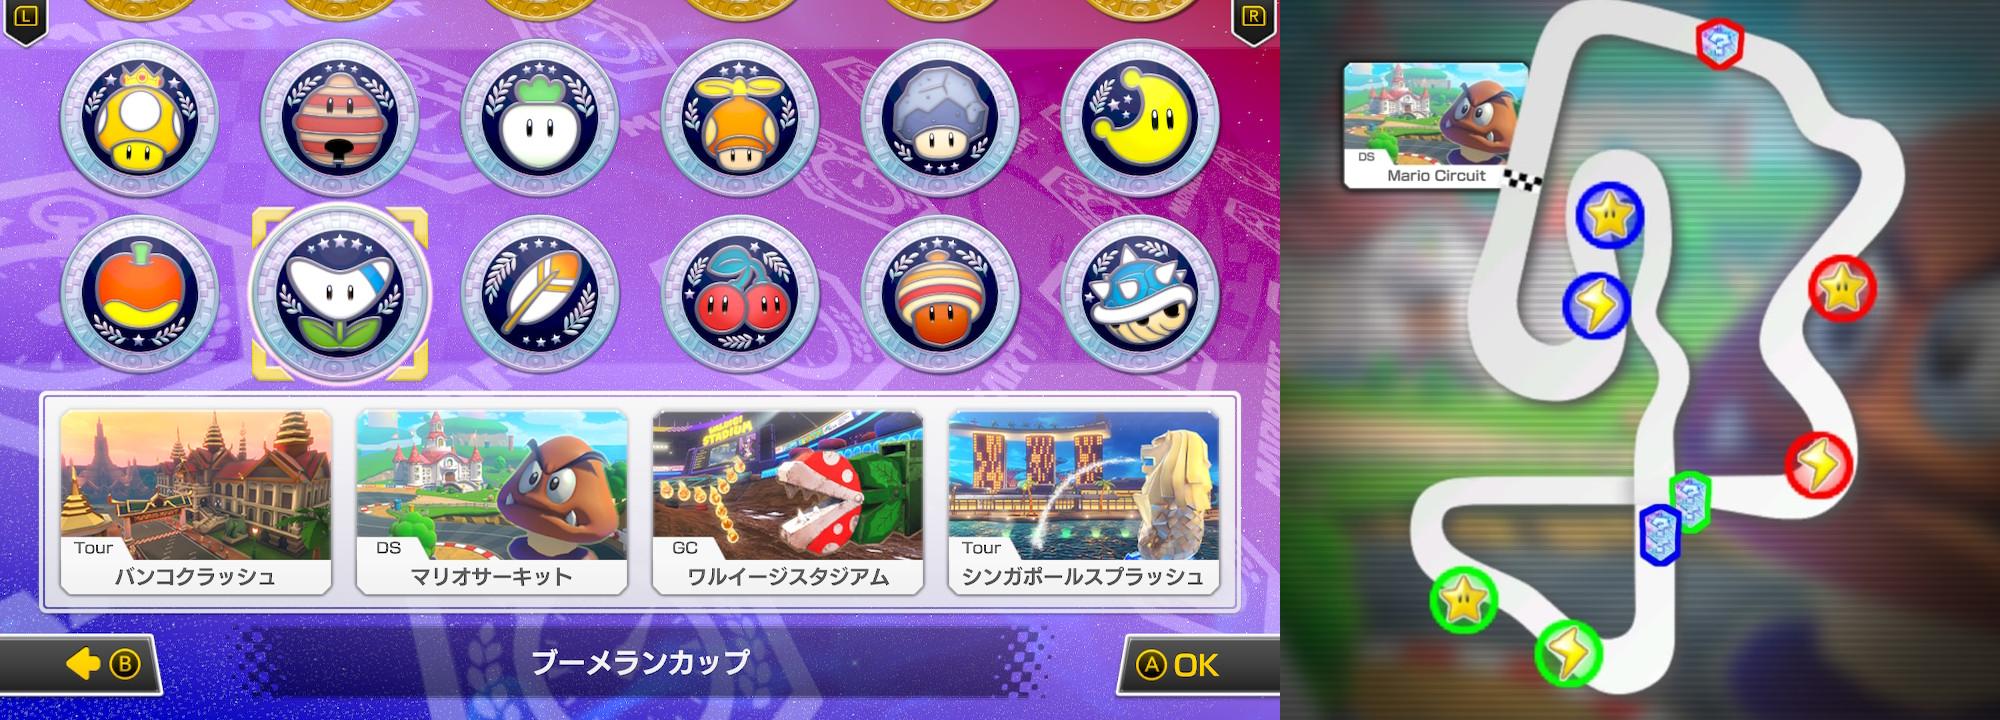 L
R
WALUIGI
STADIUM
Tour
バンコクラッシュ
DS
マリオサーキット
GC
ワルイージスタジアム
Tour
シンガポールスプラッシュ
B
ブーメランカップ
A OK
DS
Mario Circuit